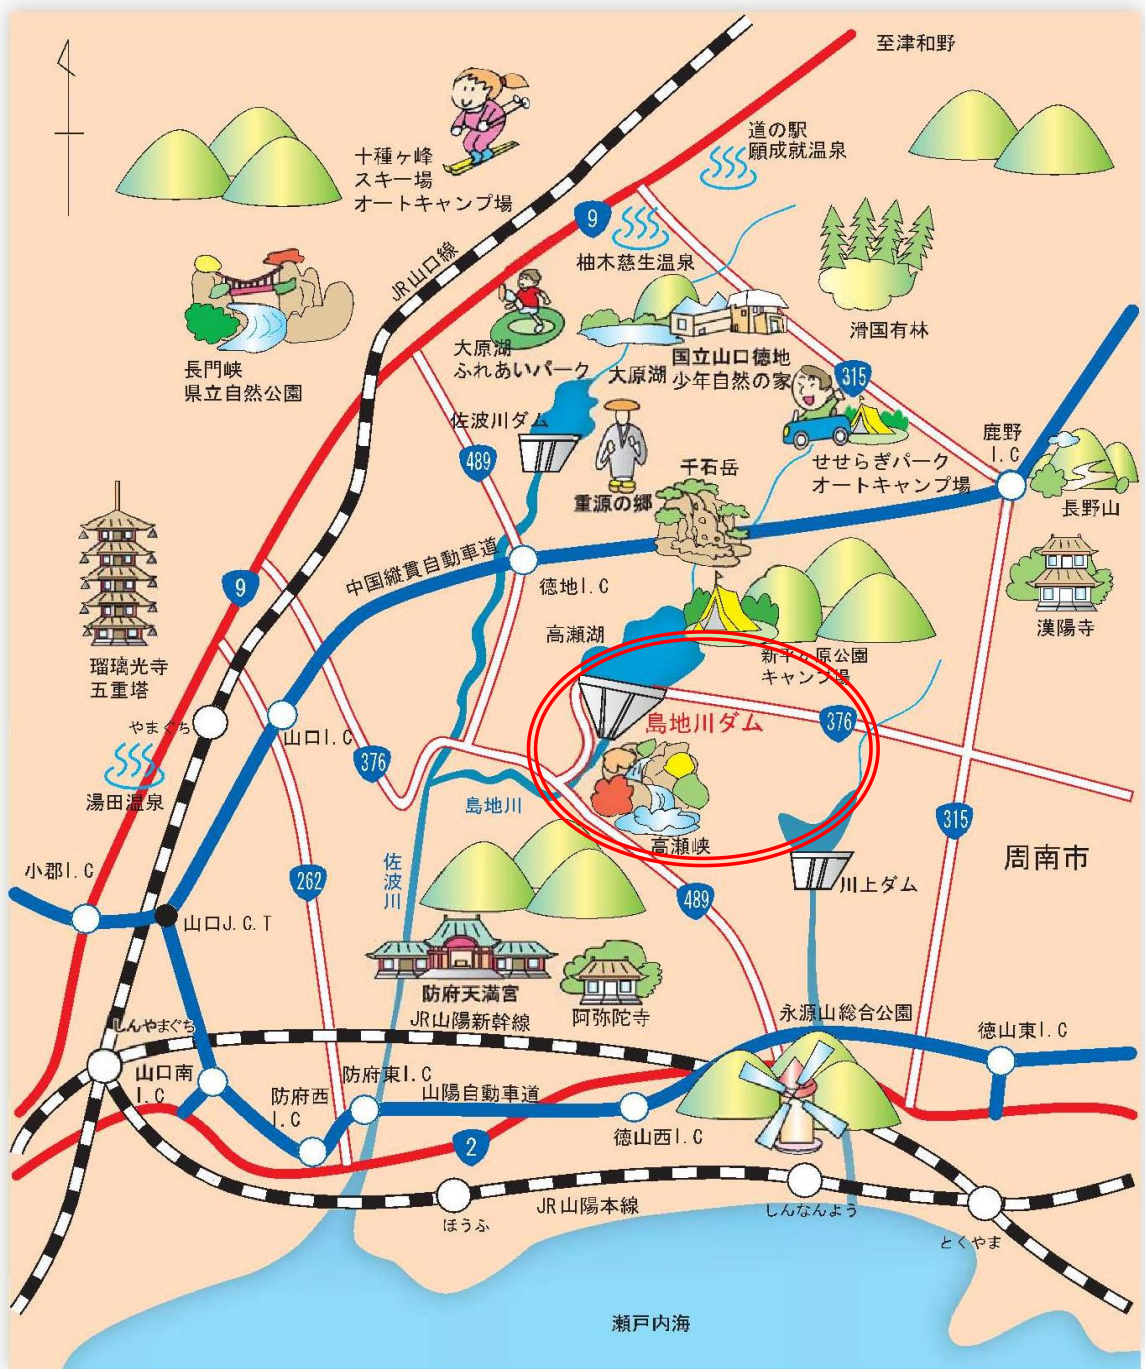 至津和野
道の駅
願成就温泉
十種ヶ峰
スキー場
オートキャンプ場
9
柚木慈生温泉
JR山口線
滑国有林
長門峡
県立自然公園
大原湖
ふれあいパーク
大原湖
国立山口徳地
少年自然の家
315
佐波川ダム
489
鹿野
I.C
せせらぎパーク
オートキャンプ場
千石岳
重源の郷
長野山
中国縦貫自動車道
徳地I.C
9
漢陽寺
高瀬湖
新平ヶ原公園
キャンプ場
瑠璃光寺
五重塔
やまぐち
山口I.C
島地川ダム
376
376
湯田温泉
島地川
315
高瀬峡
周南市
小郡I.C
佐波川
262
川上ダム
489
山口J.C.T
防府天満宮
阿弥陀寺
JR山陽新幹線
永源山総合公園
しんやまぐち
徳山東I.C
山口南
I.C
防府東I.C
防府西
I.C
山陽自動車道
徳山西I.C
2
JR山陽本線
ほうふ
しんなんよう
とくやま
瀬戸内海